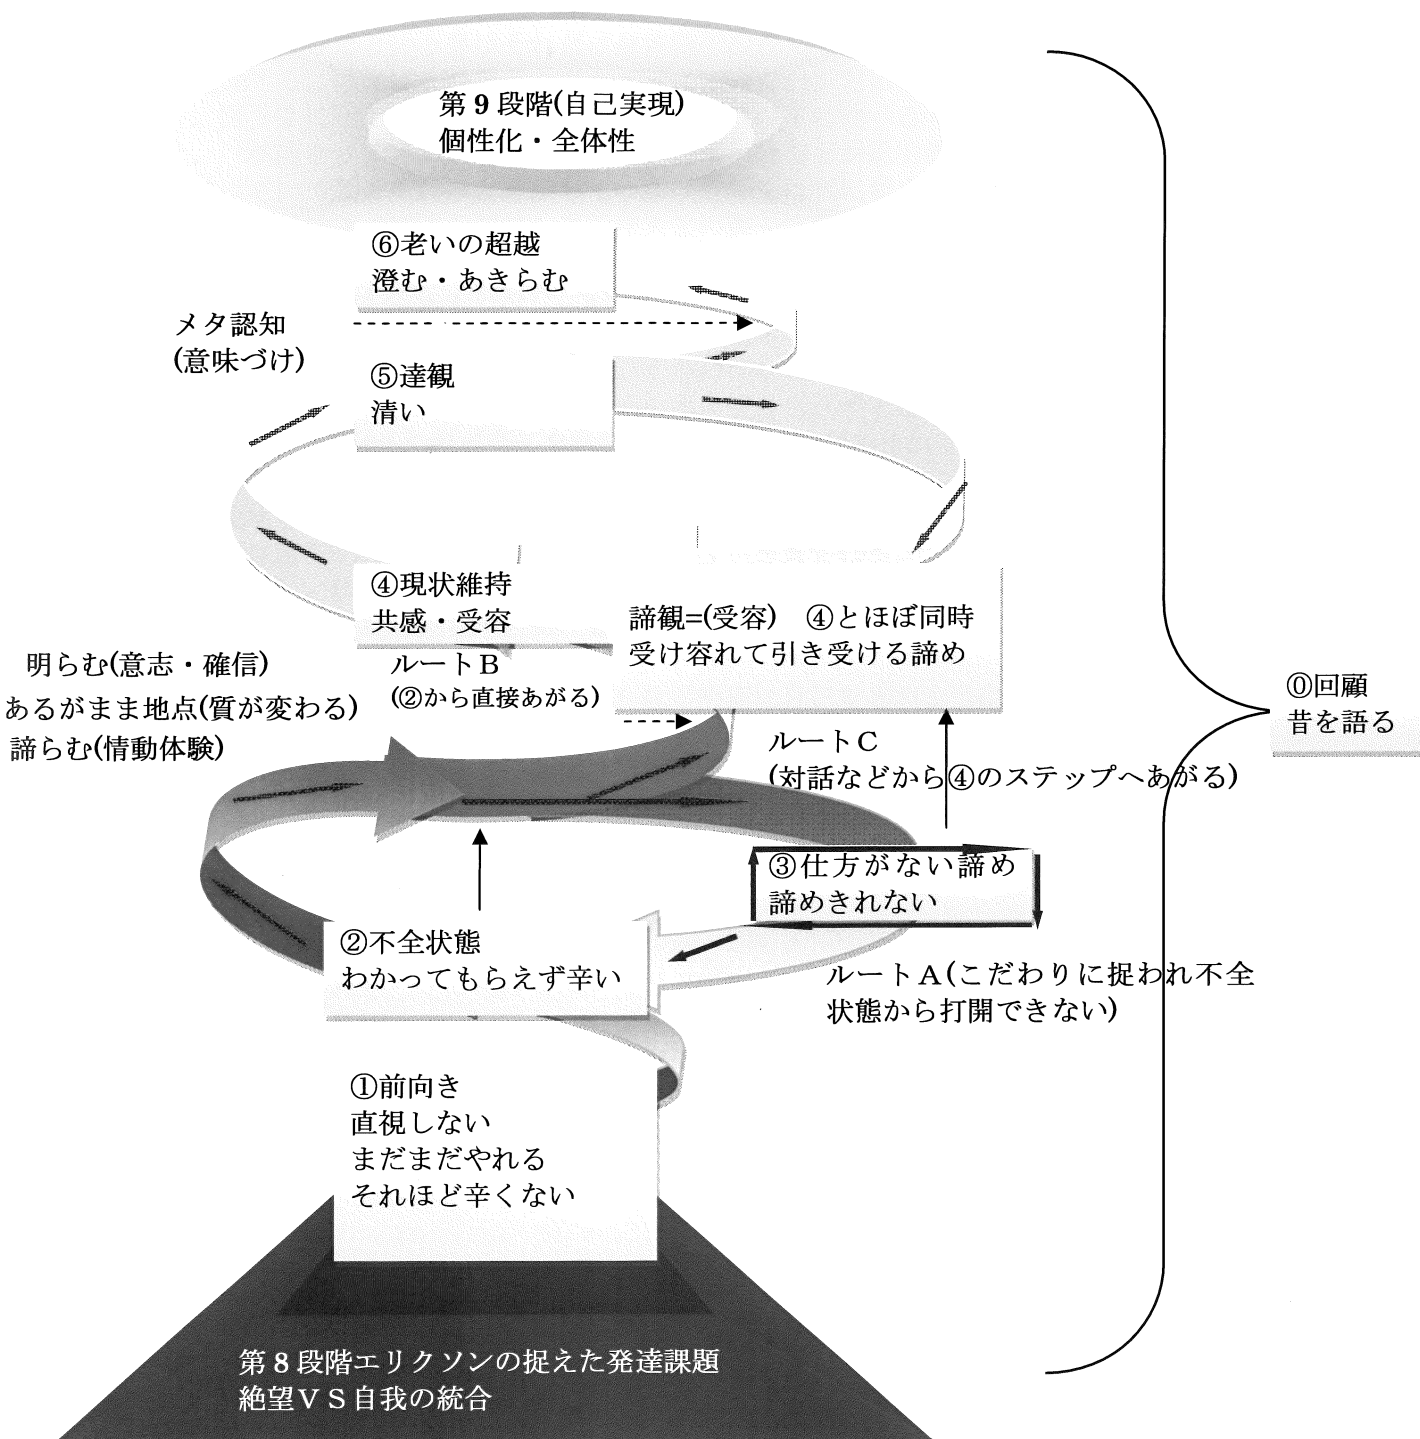 第9段階(自己実現)
個性化・全体性
⑥老いの超越
澄む・あきらむ
メタ認知
(意味づけ)
⑤達観
清い
④現状維持
共感・受容
諦観=(受容)　④とほぼ同時
受け容れて引き受ける諦め
ルートB
(②から直接あがる)
明らむ(意志・確信)
あるがまま地点(質が変わる)
諦らむ(情動体験)
⓪回顧
昔を語る
ルートC
(対話などから④のステップへあがる)
③仕方がない諦め
諦めきれない
②不全状態
わかってもらえず辛い
ルートA(こだわりに捉われ不全
状態から打開できない)
①前向き
直視しない
まだまだやれる
それほど辛くない
第8段階エリクソンの捉えた発達課題
絶望VS自我の統合